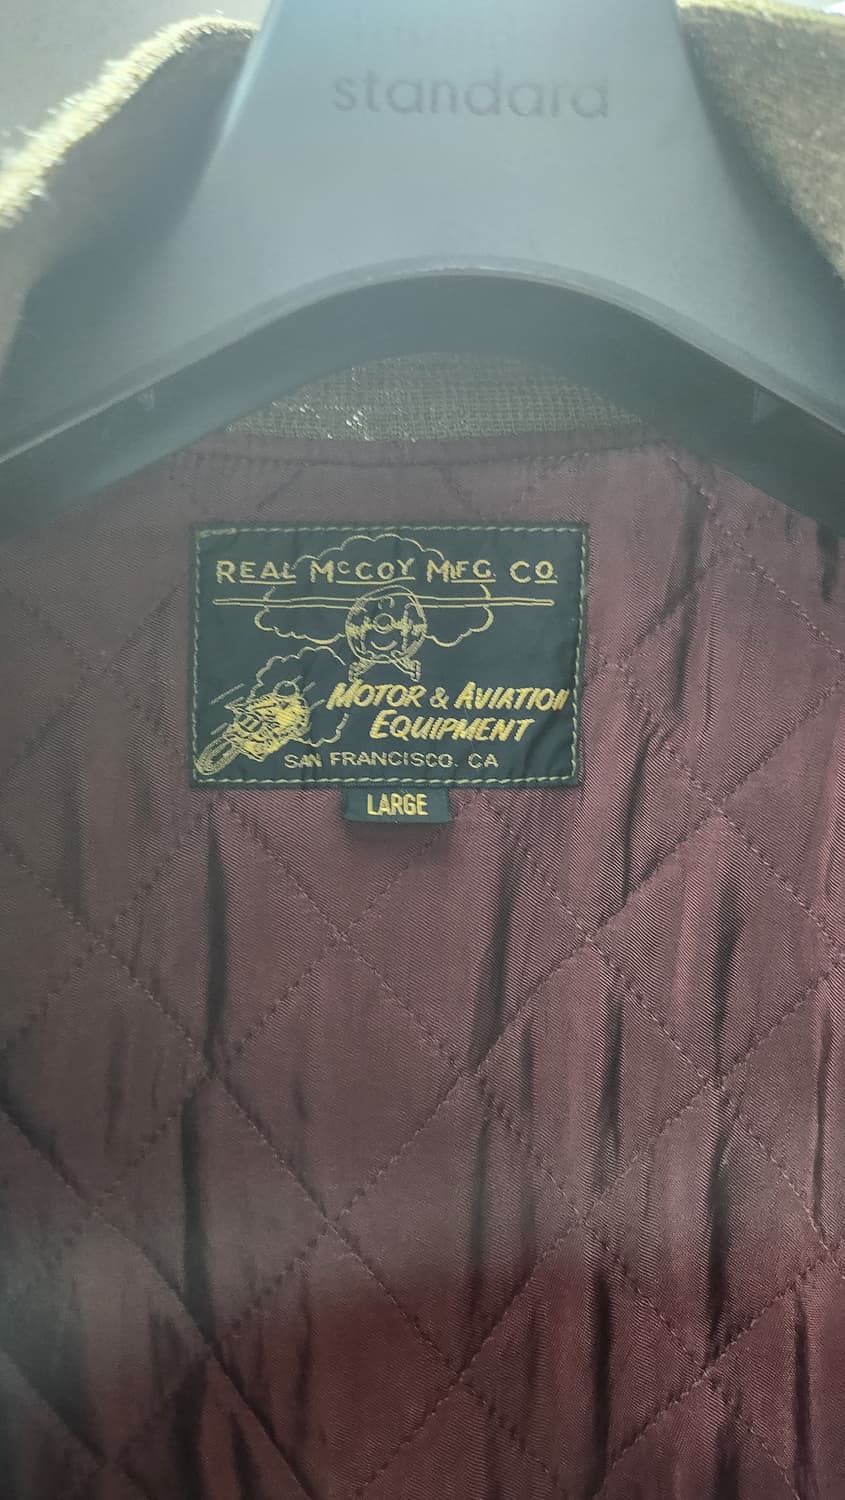 standard
REAL McCOY MFG. CO.
MOTOR & AVIATION
EQUIPMENT
SAN FRANCISCO. CA
LARGE